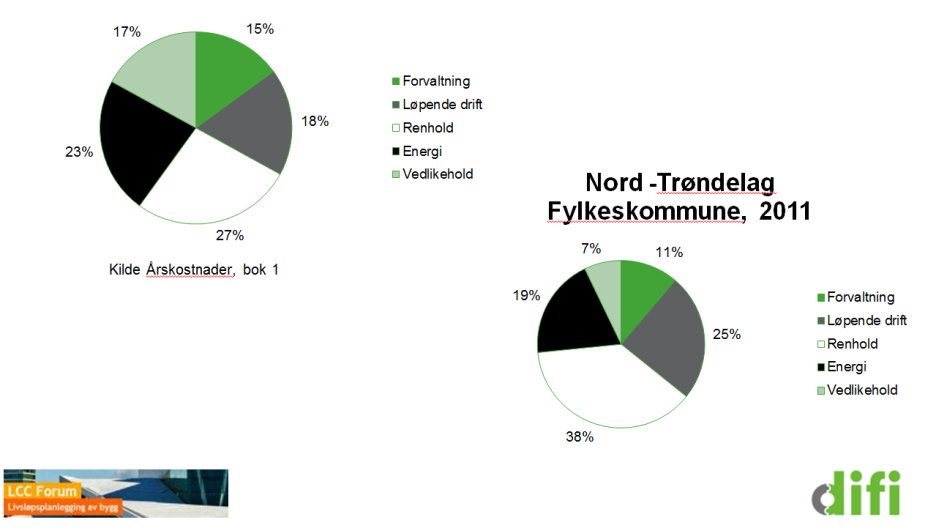 17%
15%
18%
23%
27%
Forvaltning
Løpende drift
Renhold
Energi
Vedlikehold
Kilde Årskostnader, bok 1
Nord -Trøndelag
Fylkeskommune, 2011
7%
11%
19%
25%
38%
Forvaltning
Løpende drift
Renhold
Energi
Vedlikehold
LCC Forum
Livsløpsplanlegging av bygg
difi